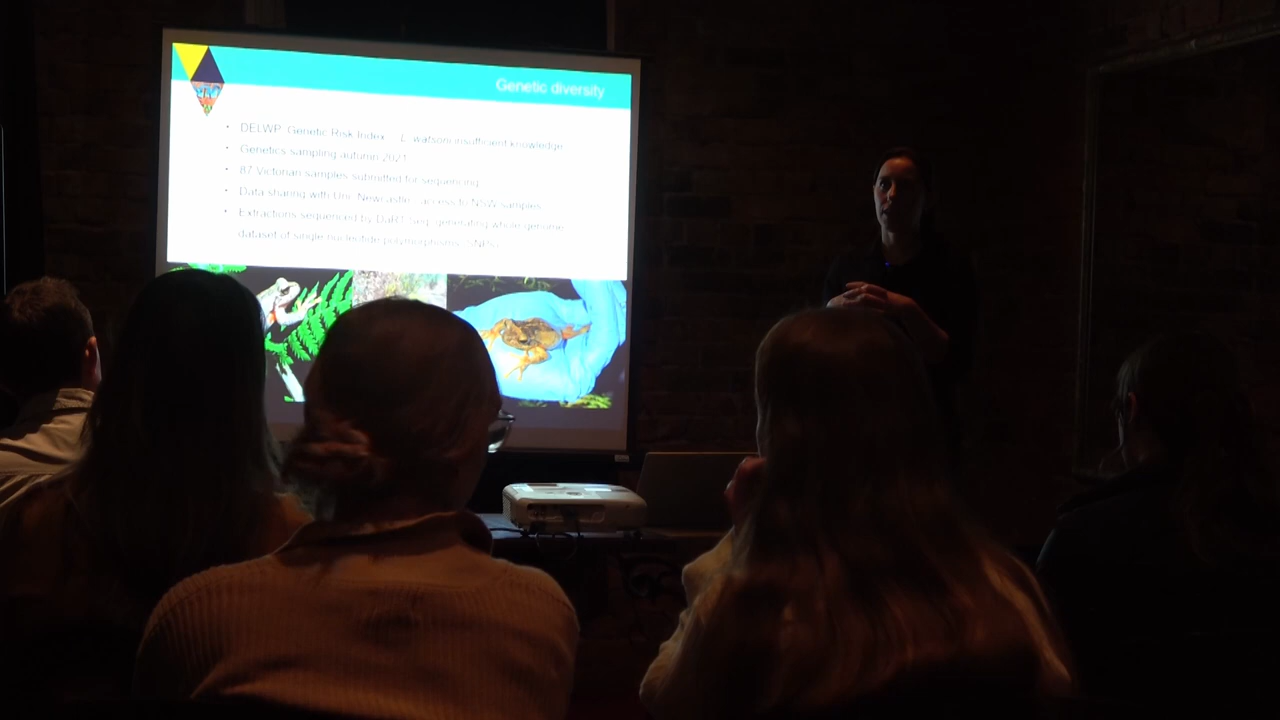 Genetic diversity
• DELWP: Genetic Risk Index - L. watsoni insufficient knowledge
• Genetics sampling autumn 2021
• 87 Victorian samples submitted for sequencing
• Data sharing with Uni. Newcastle - access to NSW samples
• Extractions sequenced by DaRT Seq, generating whole genome
dataset of single nucleotide polymorphisms (SNPs)